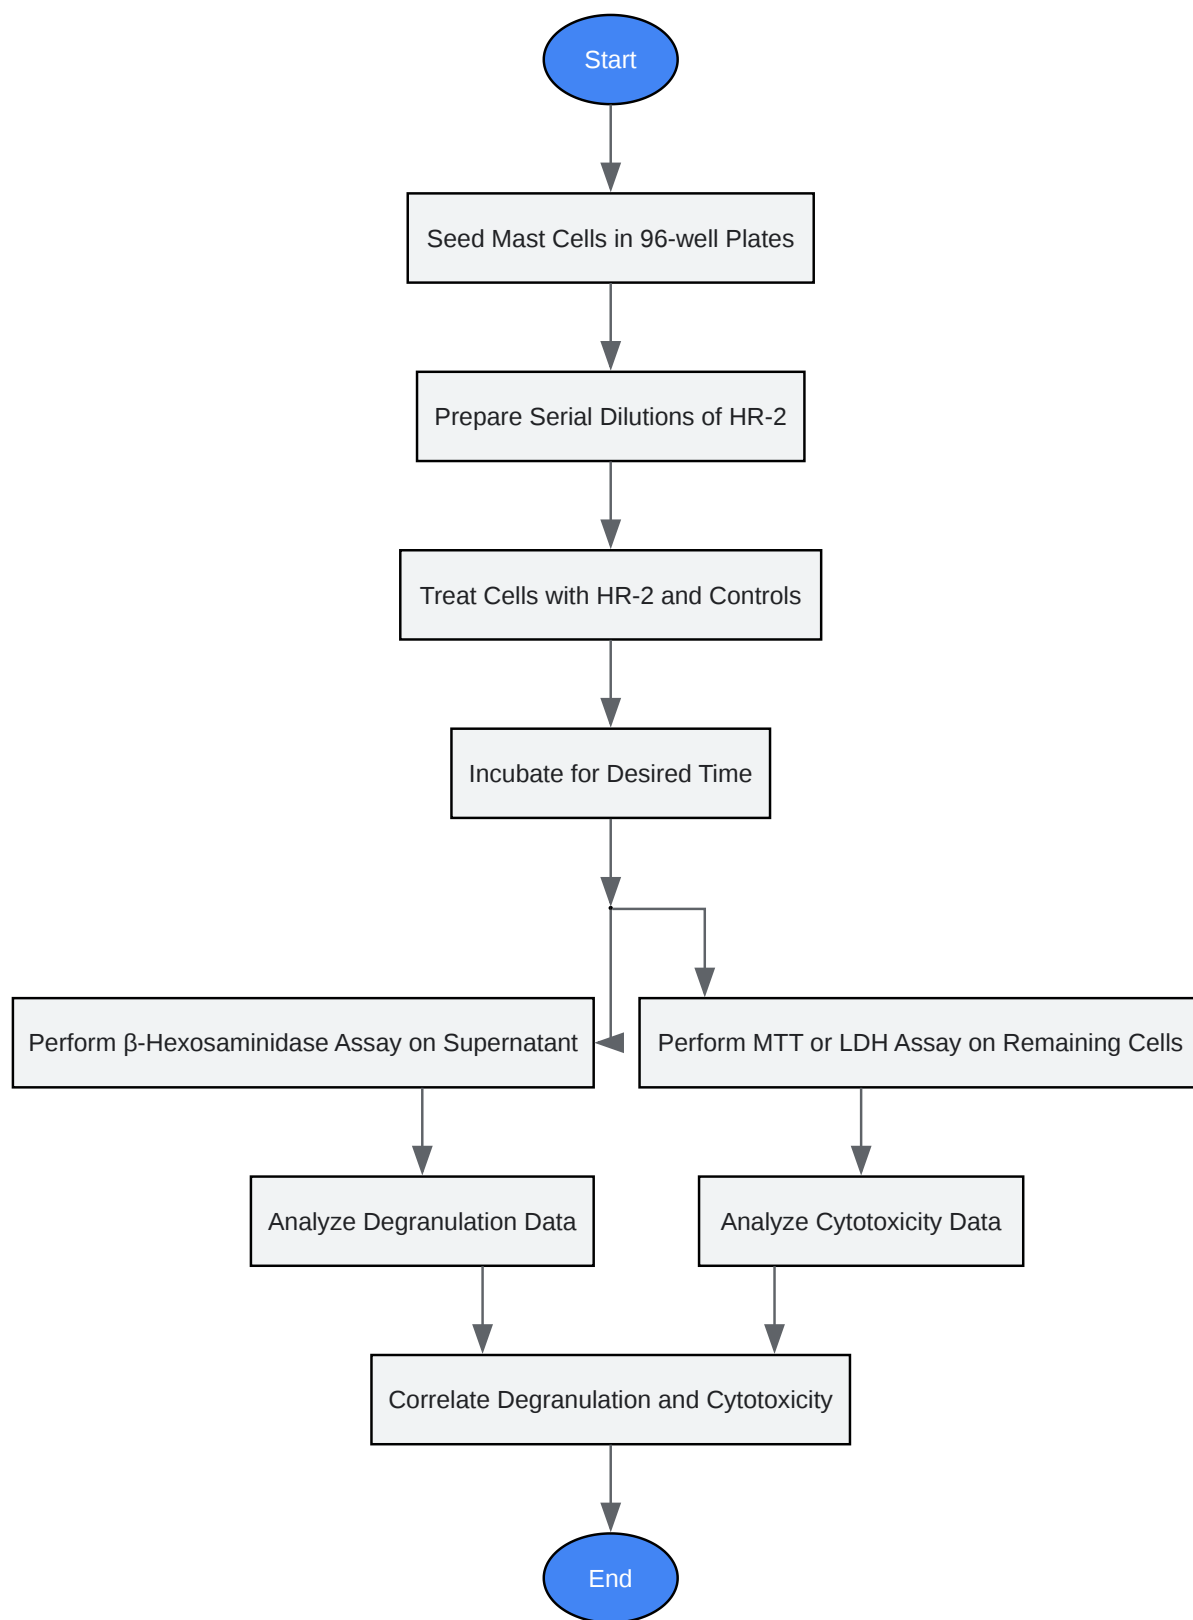 Start
Seed Mast Cells in 96-well Plates
Prepare Serial Dilutions of HR-2
Treat Cells with HR-2 and Controls
Incubate for Desired Time
Perform β-Hexosaminidase Assay on Supernatant
Perform MTT or LDH Assay on Remaining Cells
Analyze Degranulation Data
Analyze Cytotoxicity Data
Correlate Degranulation and Cytotoxicity
End